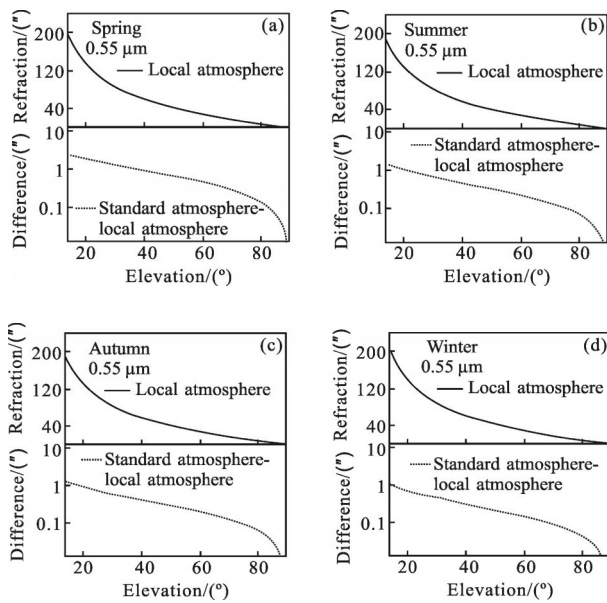 (a)
Spring
0.55 μm
Local atmosphere
Refraction/(″)
200
120
40
Difference/(″)
10
1
0.1
Standard atmosphere-
local atmosphere
20 40 60 80
Elevation/(º)
(b)
Summer
0.55 μm
Local atmosphere
Refraction/(″)
200
120
40
Difference/(″)
10
1
0.1
Standard atmosphere-
local atmosphere
20 40 60 80
Elevation/(º)
(c)
Autumn
0.55 μm
Local atmosphere
Refraction/(″)
200
120
40
Difference/(″)
10
1
0.1
Standard atmosphere-
local atmosphere
20 40 60 80
Elevation/(º)
(d)
Winter
0.55 μm
Local atmosphere
Refraction/(″)
200
120
40
Difference/(″)
10
1
0.1
Standard atmosphere-
local atmosphere
20 40 60 80
Elevation/(º)